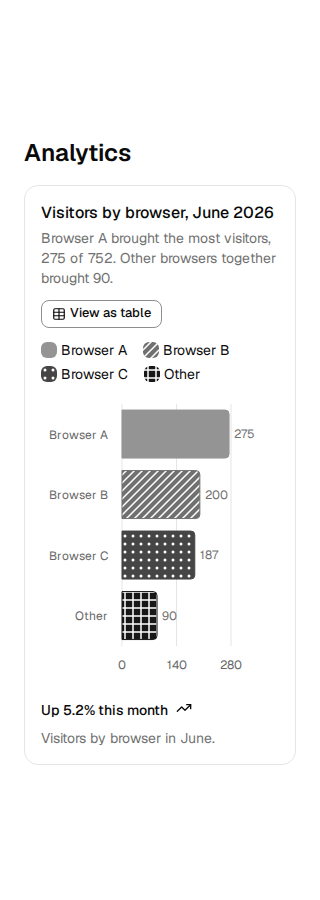 Analytics
Visitors by browser, June 2026
Browser A brought the most visitors,
275 of 752. Other browsers together
brought 90.
View as table
Browser A
Browser B
Browser C
Other
Browser A
275
Browser B
200
Browser C
187
Other
90
0
140
280
Up 5.2% this month
Visitors by browser in June.